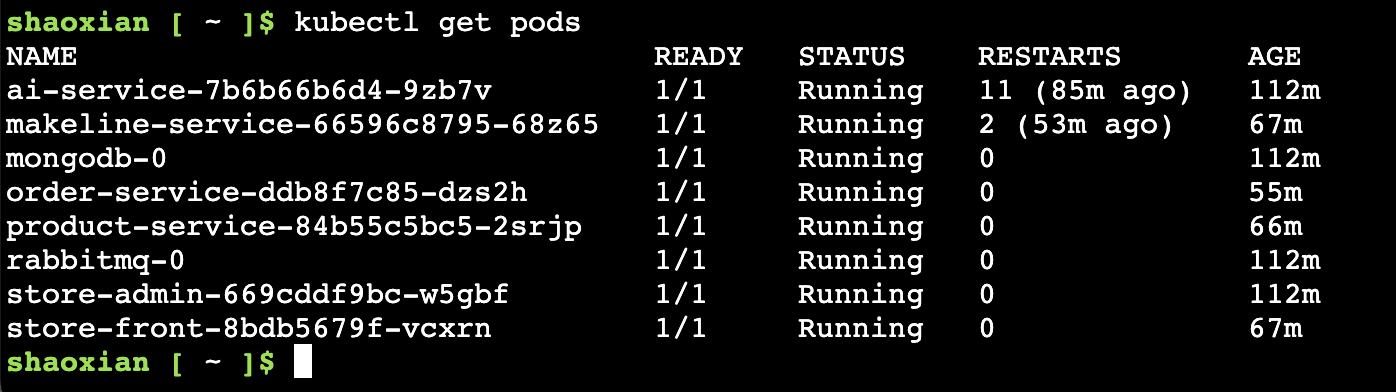 shaoxian [ ~ ]$ kubectl get pods
NAME READY STATUS RESTARTS AGE
ai-service-7b6b66b6d4-9zb7v 1/1 Running 11 (85m ago) 112m
makeline-service-66596c8795-68z65 1/1 Running 2 (53m ago) 67m
mongodb-0 1/1 Running 0 112m
order-service-ddb8f7c85-dzs2h 1/1 Running 0 55m
product-service-84b55c5bc5-2srjp 1/1 Running 0 66m
rabbitmq-0 1/1 Running 0 112m
store-admin-669cddf9bc-w5gbf 1/1 Running 0 112m
store-front-8bdb5679f-vcxrn 1/1 Running 0 67m
shaoxian [ ~ ]$